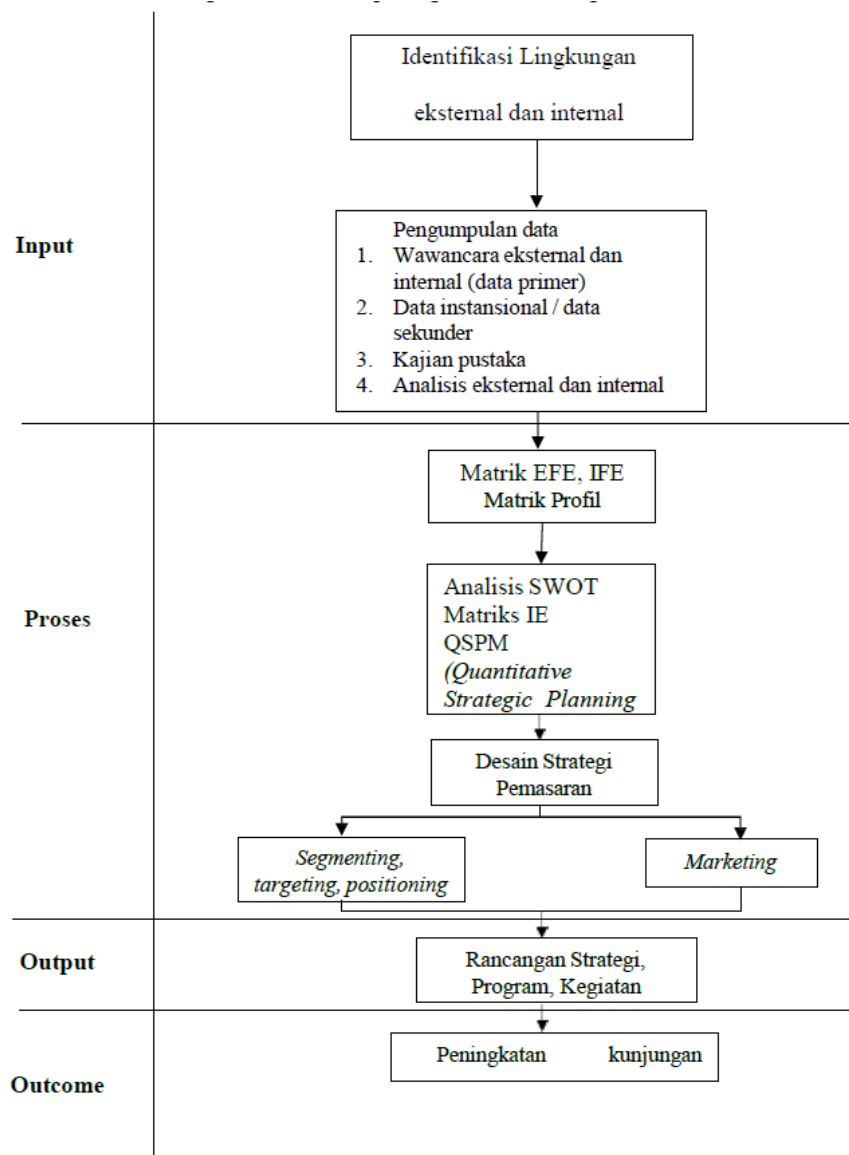 Identifikasi Lingkungan
eksternal dan internal
Input
Pengumpulan data
1. Wawancara eksternal dan
internal (data primer)
2. Data instansional / data
sekunder
3. Kajian pustaka
4. Analisis eksternal dan internal
Proses
Matrik EFE, IFE
Matrik Profil
Analisis SWOT
Matriks IE
QSPM
(Quantitative
Strategic Planning
Desain Strategi
Pemasaran
Segmenting,
targeting, positioning
Marketing
Output
Rancangan Strategi,
Program, Kegiatan
Outcome
Peningkatan kunjungan